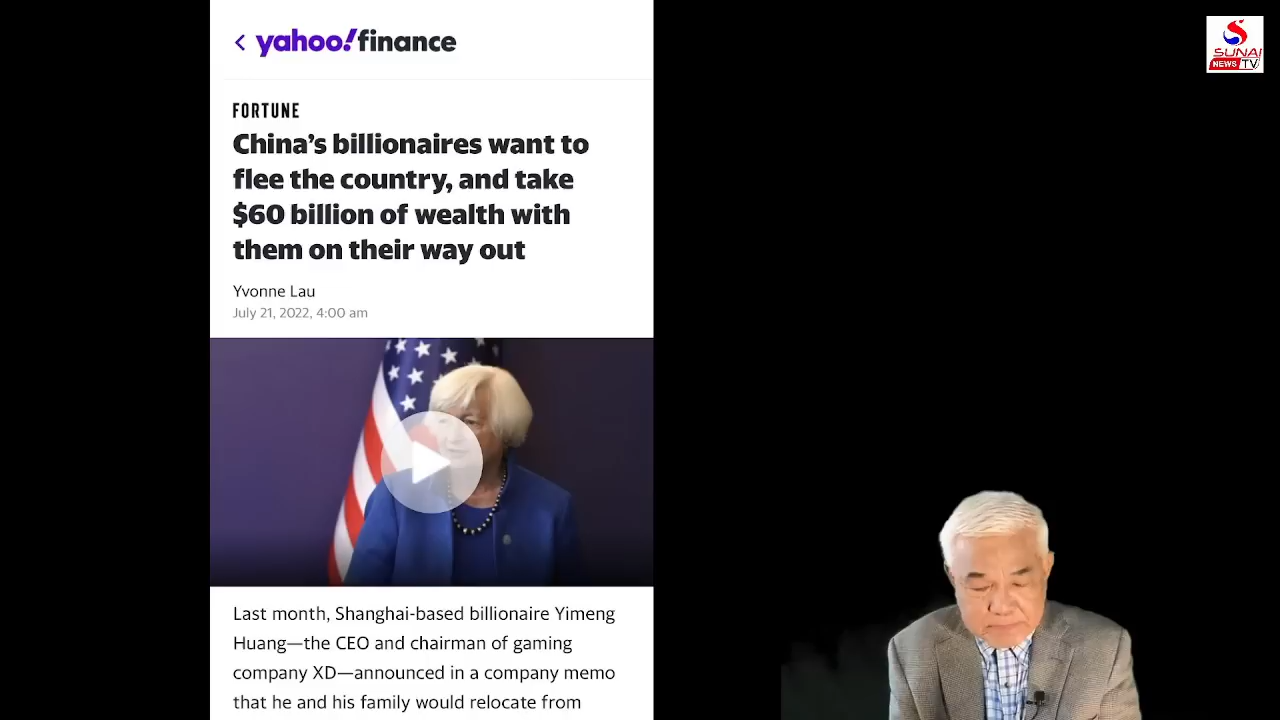 yahoo!finance
FORTUNE
China's billionaires want to
flee the country, and take
$60 billion of wealth with
them on their way out
Yvonne Lau
July 21, 2022, 4:00 am
Last month, Shanghai-based billionaire Yimeng
Huang—the CEO and chairman of gaming
company XD—announced in a company memo
that he and his family would relocate from
SUNAI
NEWS TV